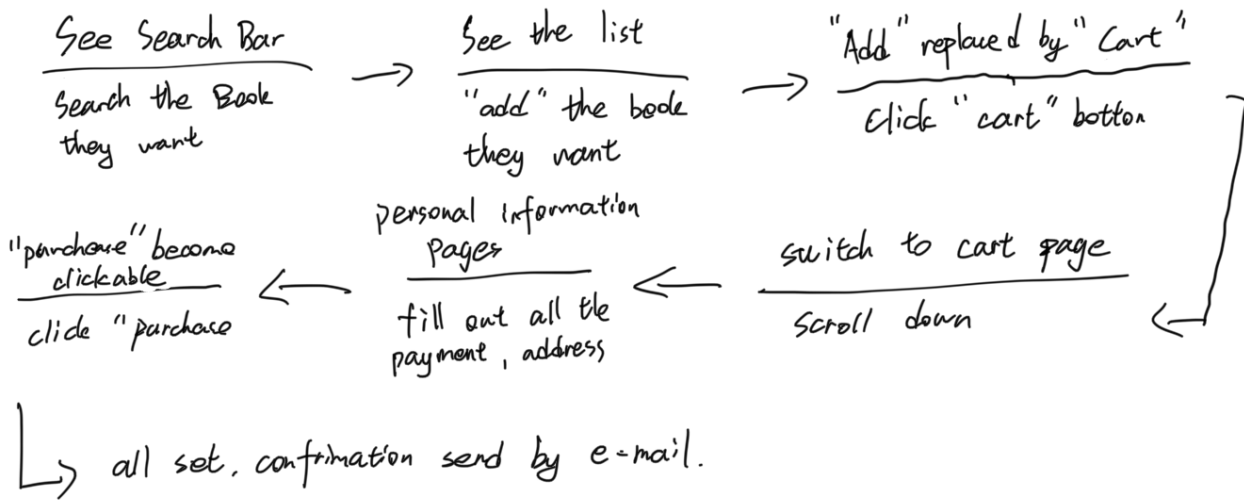 See Search Bar
Search the Book
they want
See the list
"add" the book
they want
"Add" replaced by "Cart"
Click "cart" botton
switch to cart page
scroll down
personal information
pages
fill out all the
payment, address
"purchase" become
clickable
click "purchase
all set, confrimation send by e-mail.